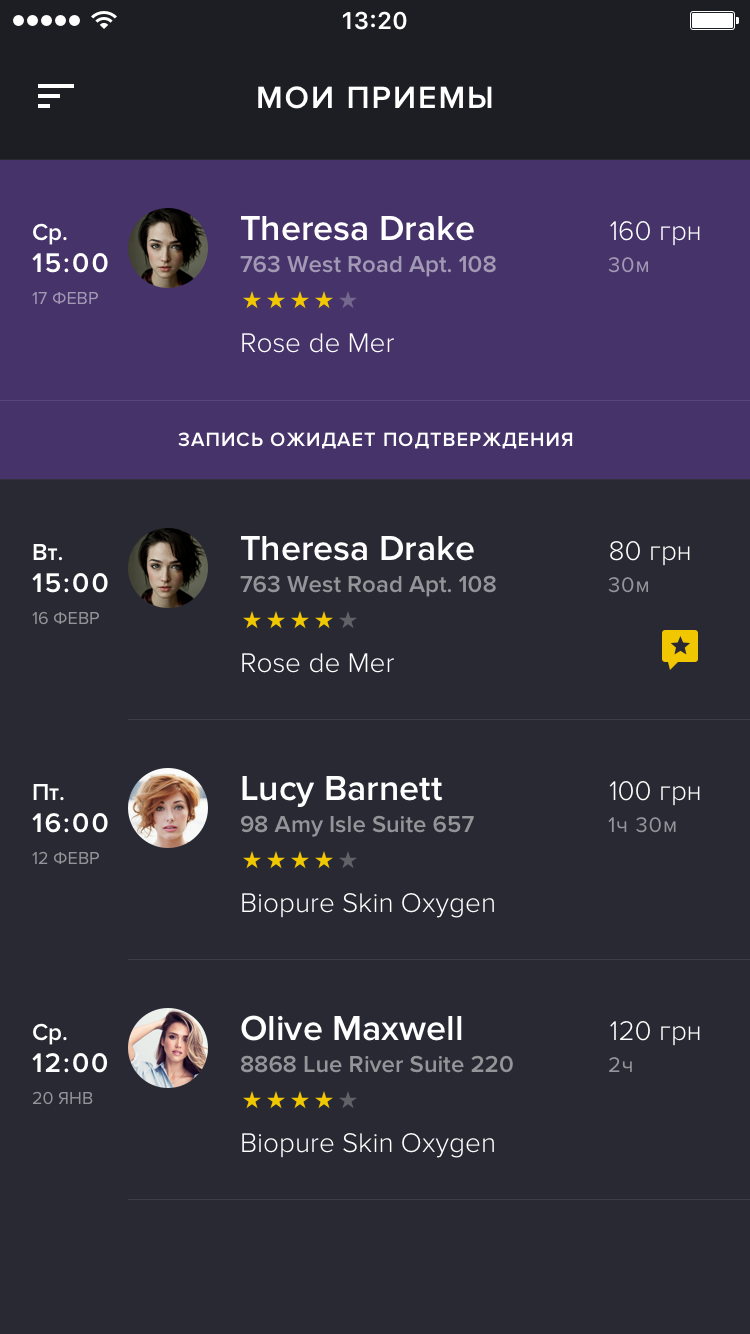 13:20
МОИ ПРИЕМЫ
Ср.
15:00
17 ФЕВР
Theresa Drake
763 West Road Apt. 108
Rose de Mer
160 грн
30м
ЗАПИСЬ ОЖИДАЕТ ПОДТВЕРЖДЕНИЯ
Вт.
15:00
16 ФЕВР
Theresa Drake
763 West Road Apt. 108
Rose de Mer
80 грн
30м
Пт.
16:00
12 ФЕВР
Lucy Barnett
98 Amy Isle Suite 657
Biopure Skin Oxygen
100 грн
1ч 30м
Ср.
12:00
20 ЯНВ
Olive Maxwell
8868 Lue River Suite 220
Biopure Skin Oxygen
120 грн
2ч